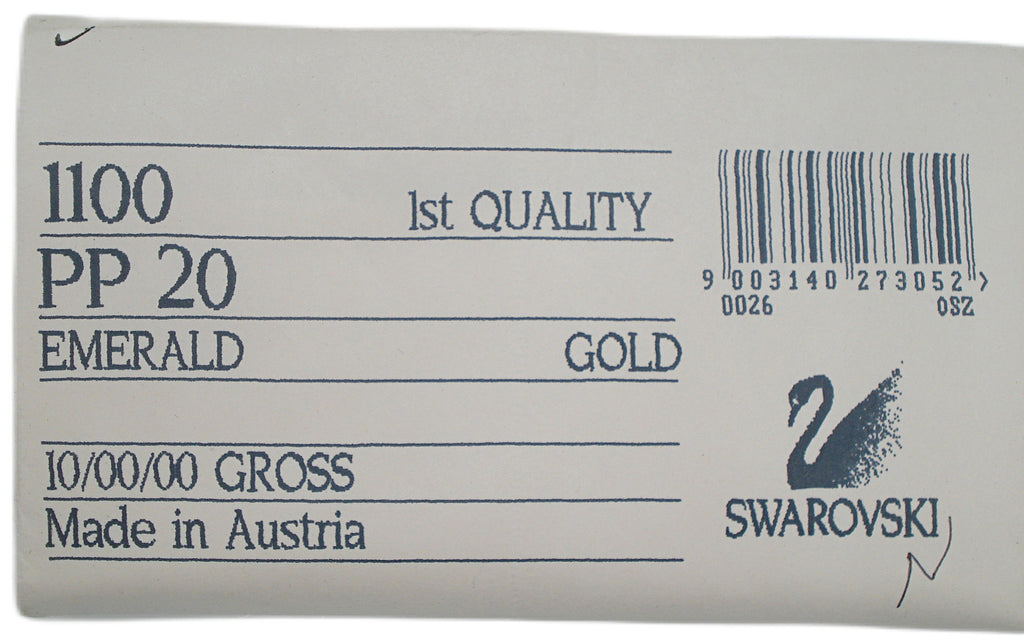 1100 1st QUALITY
PP 20
EMERALD GOLD
10/00/00 GROSS
Made in Austria
9 003140 273052 >
0026 OSZ
SWAROVSKI